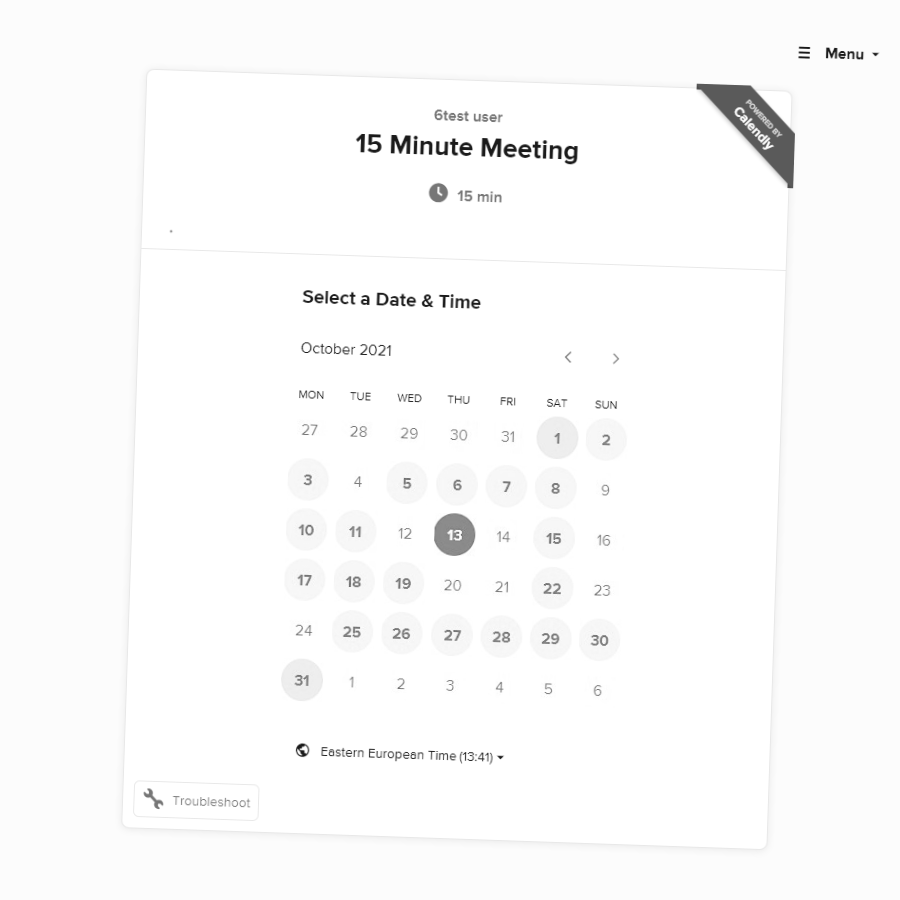 Menu
POWERED BY
Calendly
6test user
15 Minute Meeting
15 min
.
Select a Date & Time
October 2021
MON TUE WED THU FRI SAT SUN
27 28 29 30 31 1 2
3 4 5 6 7 8 9
10 11 12 13 14 15 16
17 18 19 20 21 22 23
24 25 26 27 28 29 30
31 1 2 3 4 5 6
Eastern European Time (13:41)
Troubleshoot